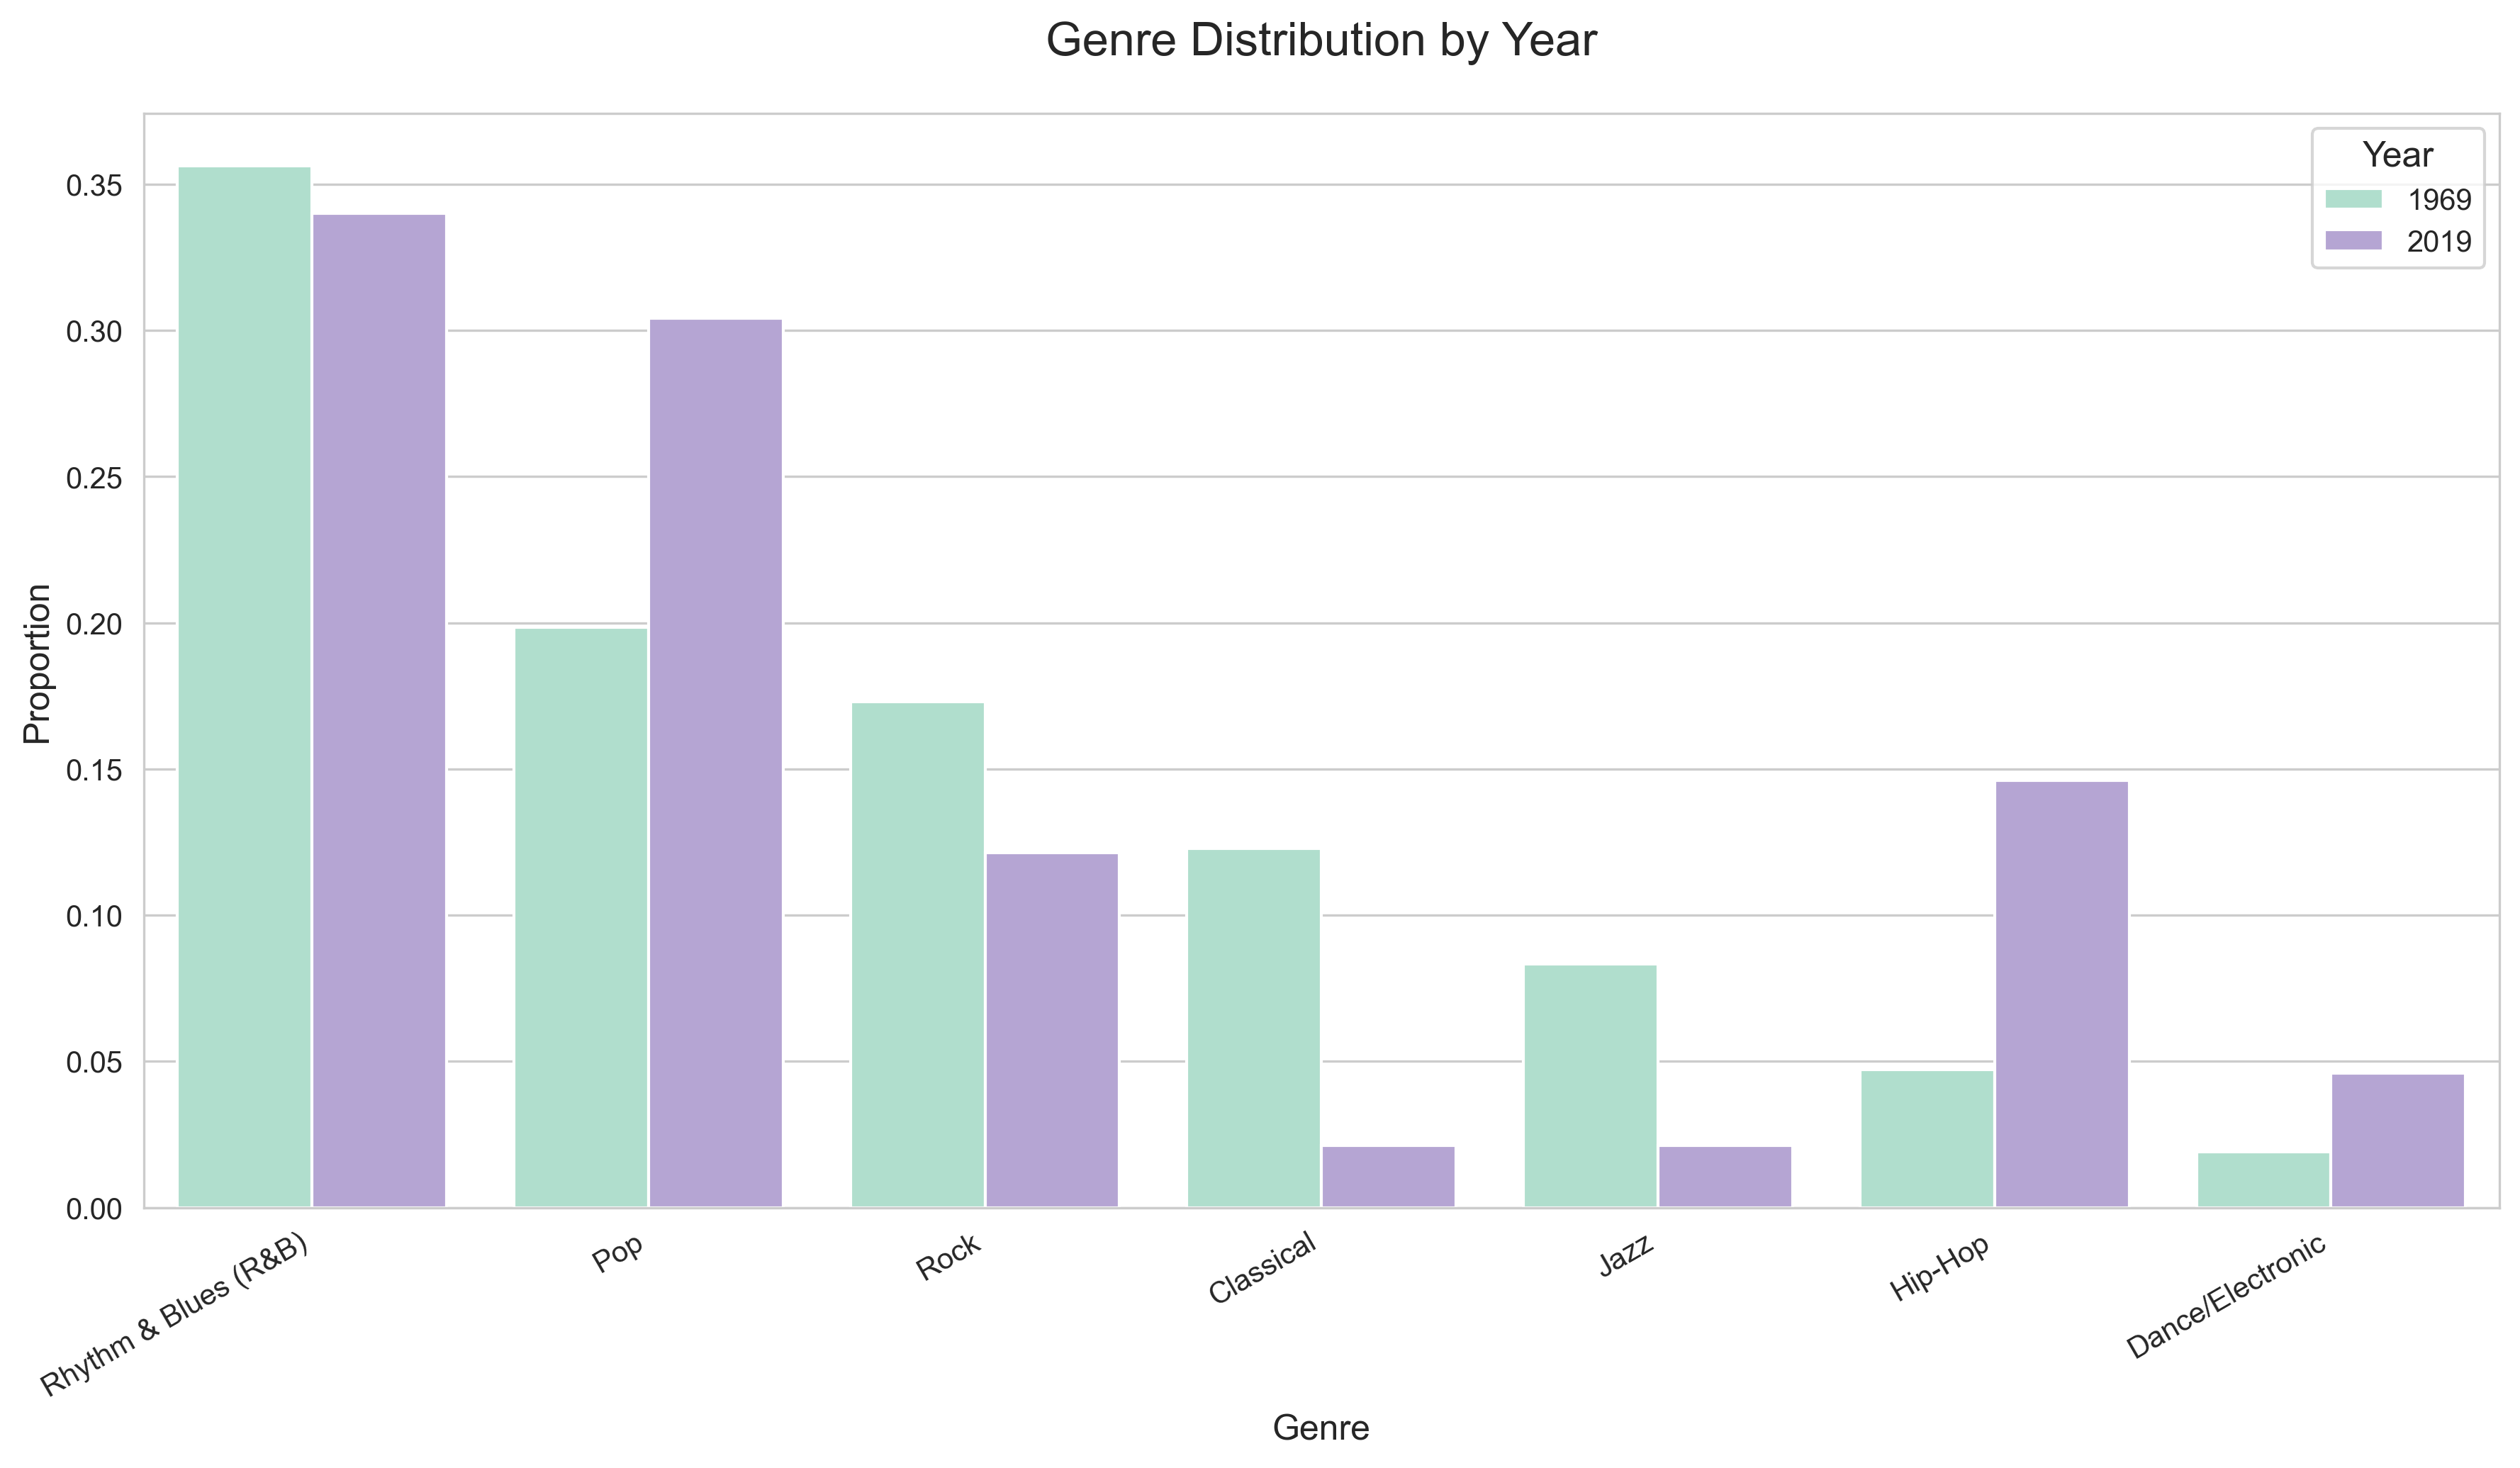 Genre Distribution by Year
Year
1969
2019
Proportion
0.35
0.30
0.25
0.20
0.15
0.10
0.05
0.00
Rhythm & Blues (R&B)
Pop
Rock
Classical
Jazz
Hip-Hop
Dance/Electronic
Genre